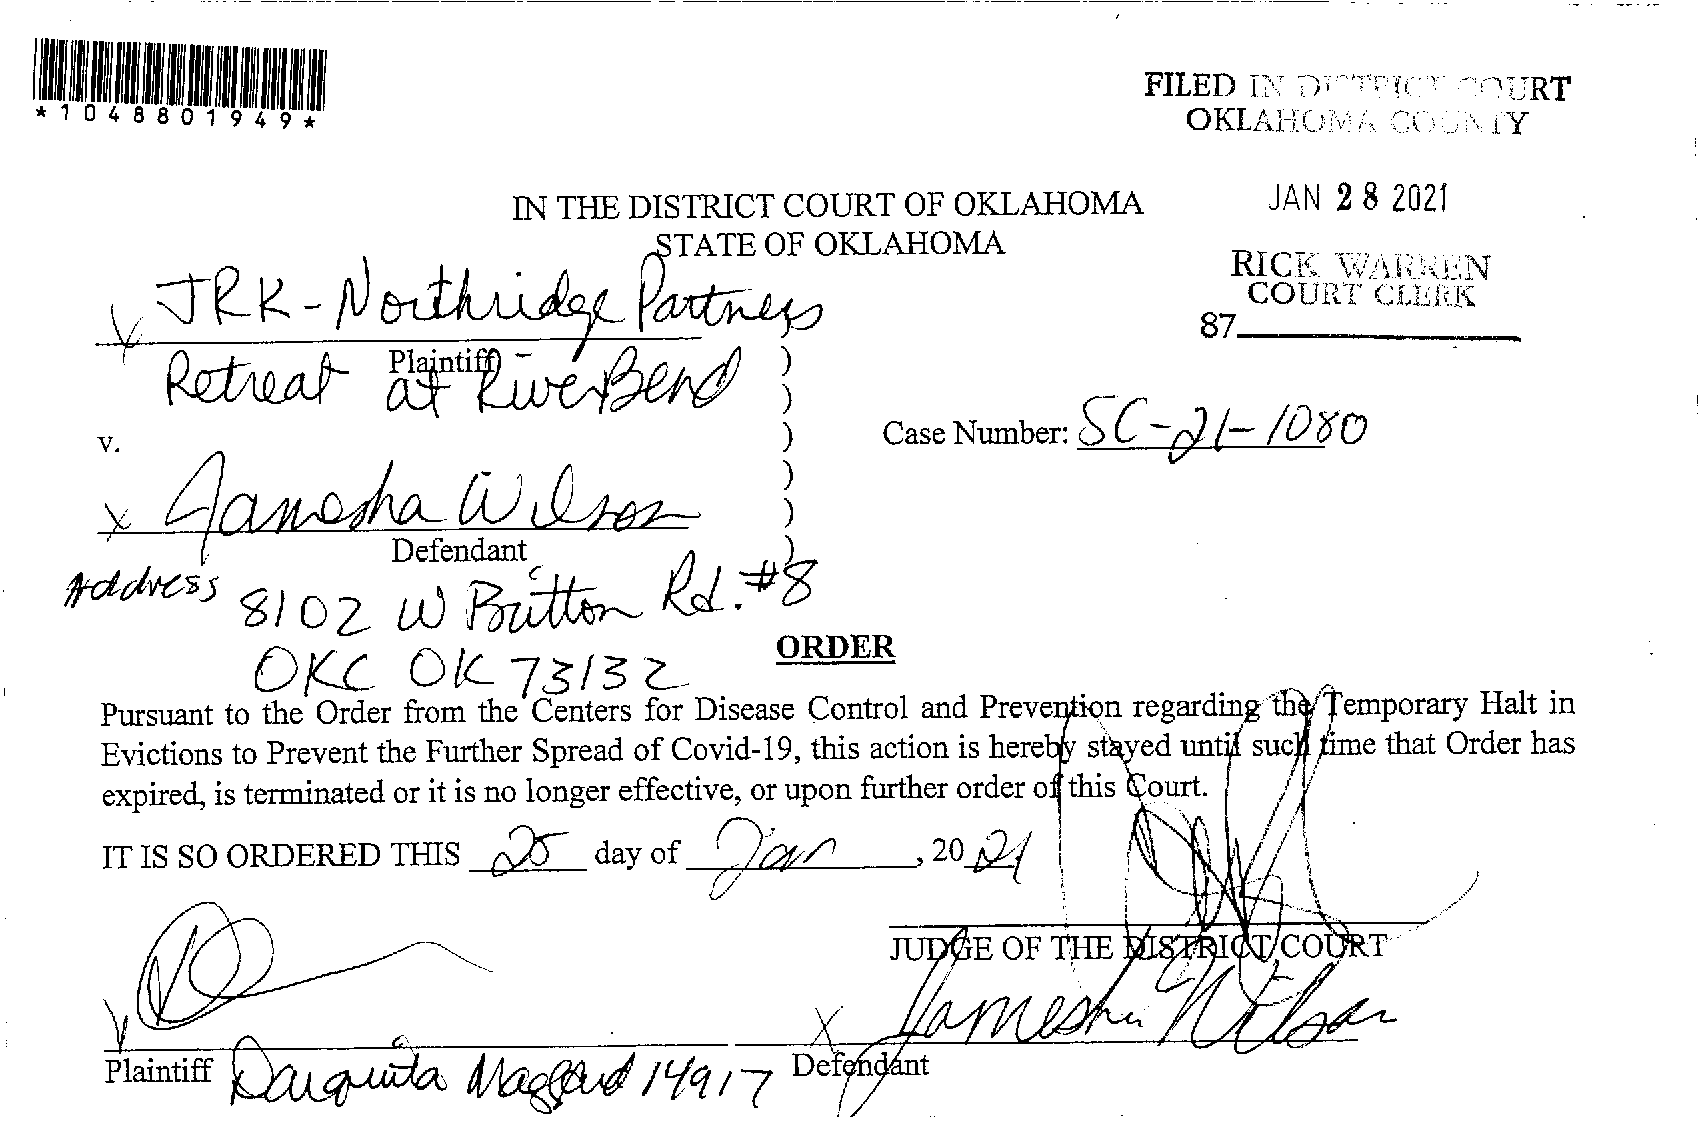 *1048801949*
FILED IN DISTRICT COURT
OKLAHOMA COUNTY
JAN 28 2021
RICK WARREN
COURT CLERK
87
IN THE DISTRICT COURT OF OKLAHOMA
STATE OF OKLAHOMA
JRK-Northridge Partners
Plaintiff
Retreat at RiverBend
v.
Case Number: SC-21-1080
Jamesha Wilson
Defendant
Address
8102 W Britton Rd. #8
OKC OK 73132
ORDER
Pursuant to the Order from the Centers for Disease Control and Prevention regarding the Temporary Halt in
Evictions to Prevent the Further Spread of Covid-19, this action is hereby stayed until such time that Order has
expired, is terminated or it is no longer effective, or upon further order of this Court.
IT IS SO ORDERED THIS 25 day of Jan, 2021
JUDGE OF THE DISTRICT COURT
Jamesha Wilson
Plaintiff Darquita Maggard 14917
Defendant